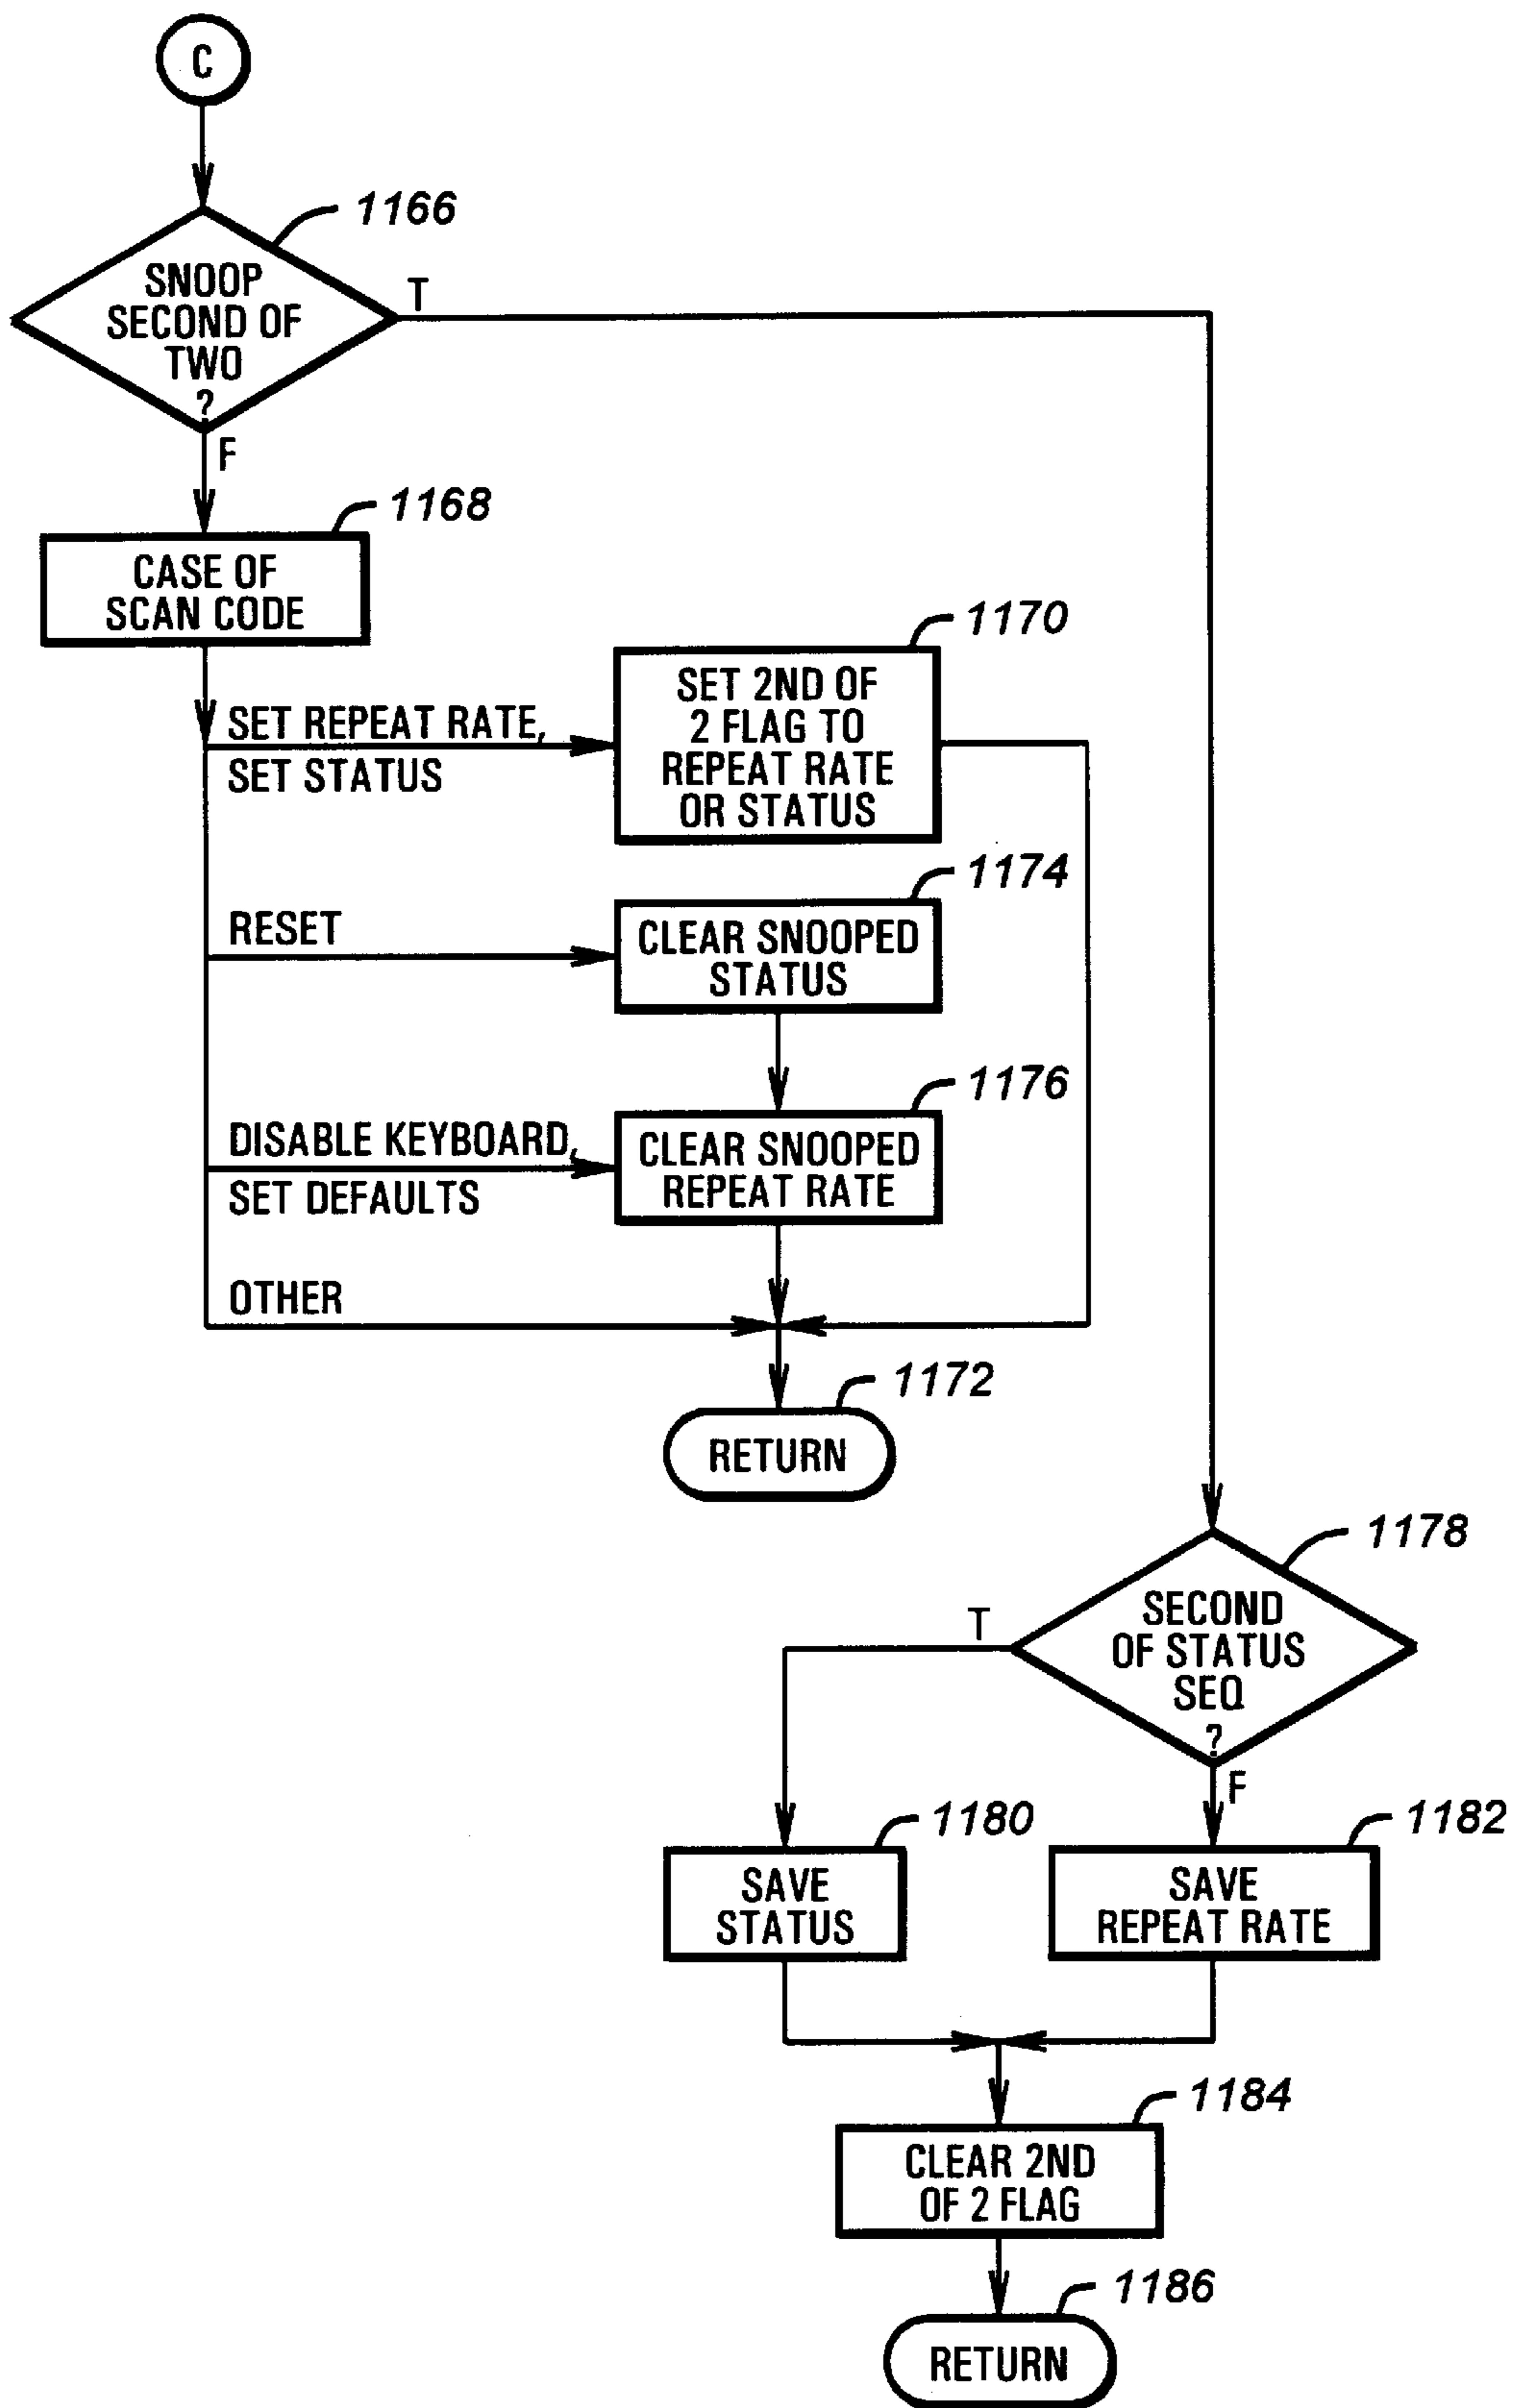 C
1166
SNOOP
SECOND OF
TWO
?
T
F
1168
CASE OF
SCAN CODE
1170
SET REPEAT RATE,
SET STATUS
SET 2ND OF
2 FLAG TO
REPEAT RATE
OR STATUS
1174
RESET
CLEAR SNOOPED
STATUS
1176
DISABLE KEYBOARD,
SET DEFAULTS
CLEAR SNOOPED
REPEAT RATE
OTHER
1172
RETURN
1178
SECOND
OF STATUS
SEQ
?
T
F
1180
SAVE
STATUS
1182
SAVE
REPEAT RATE
1184
CLEAR 2ND
OF 2 FLAG
1186
RETURN